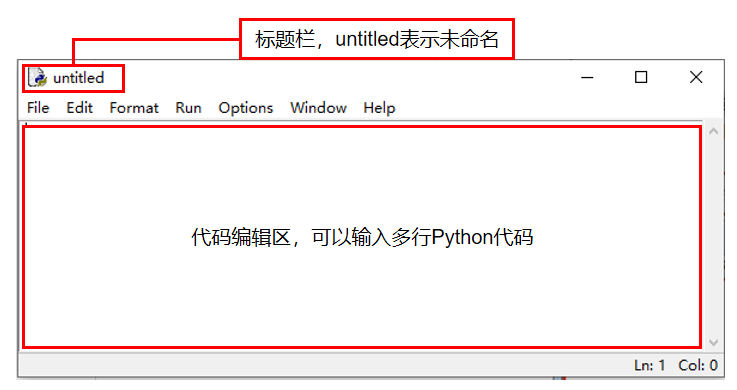 标题栏，untitled表示未命名
untitled
File Edit Format Run Options Window Help
代码编辑区，可以输入多行Python代码
Ln: 1 Col: 0